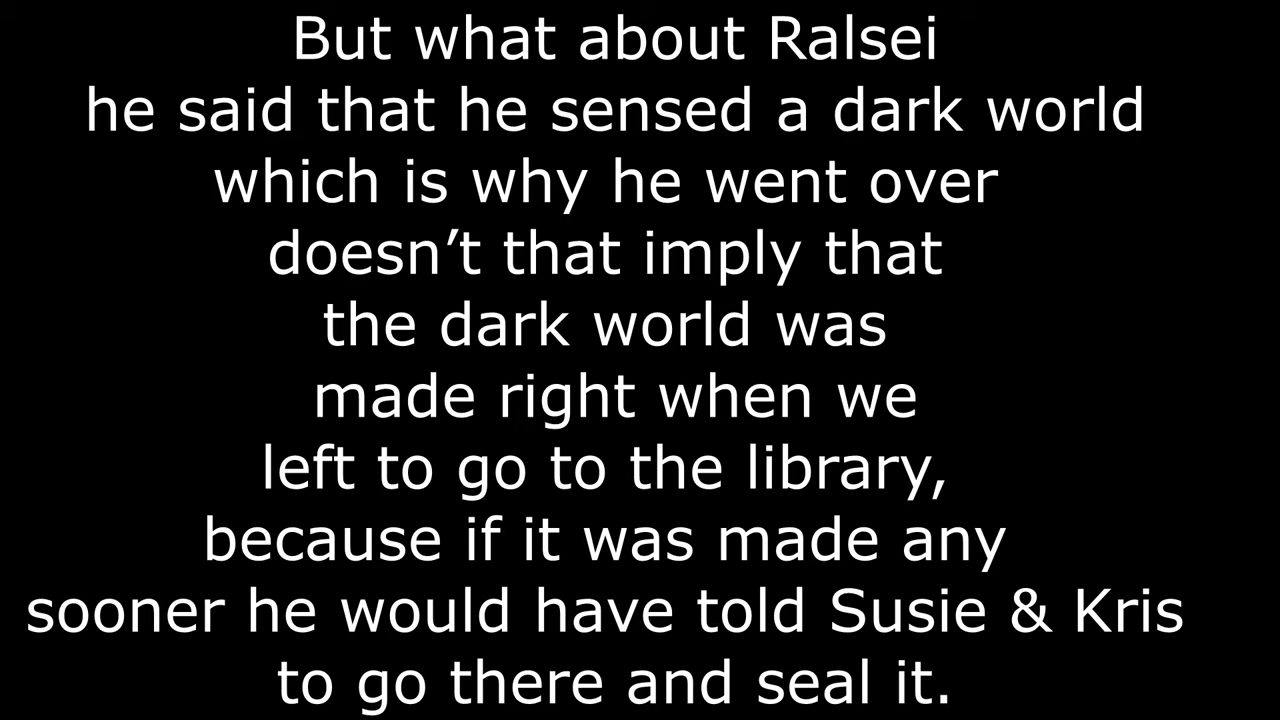 But what about Ralsei
he said that he sensed a dark world
which is why he went over
doesn’t that imply that
the dark world was
made right when we
left to go to the library,
because if it was made any
sooner he would have told Susie & Kris
to go there and seal it.